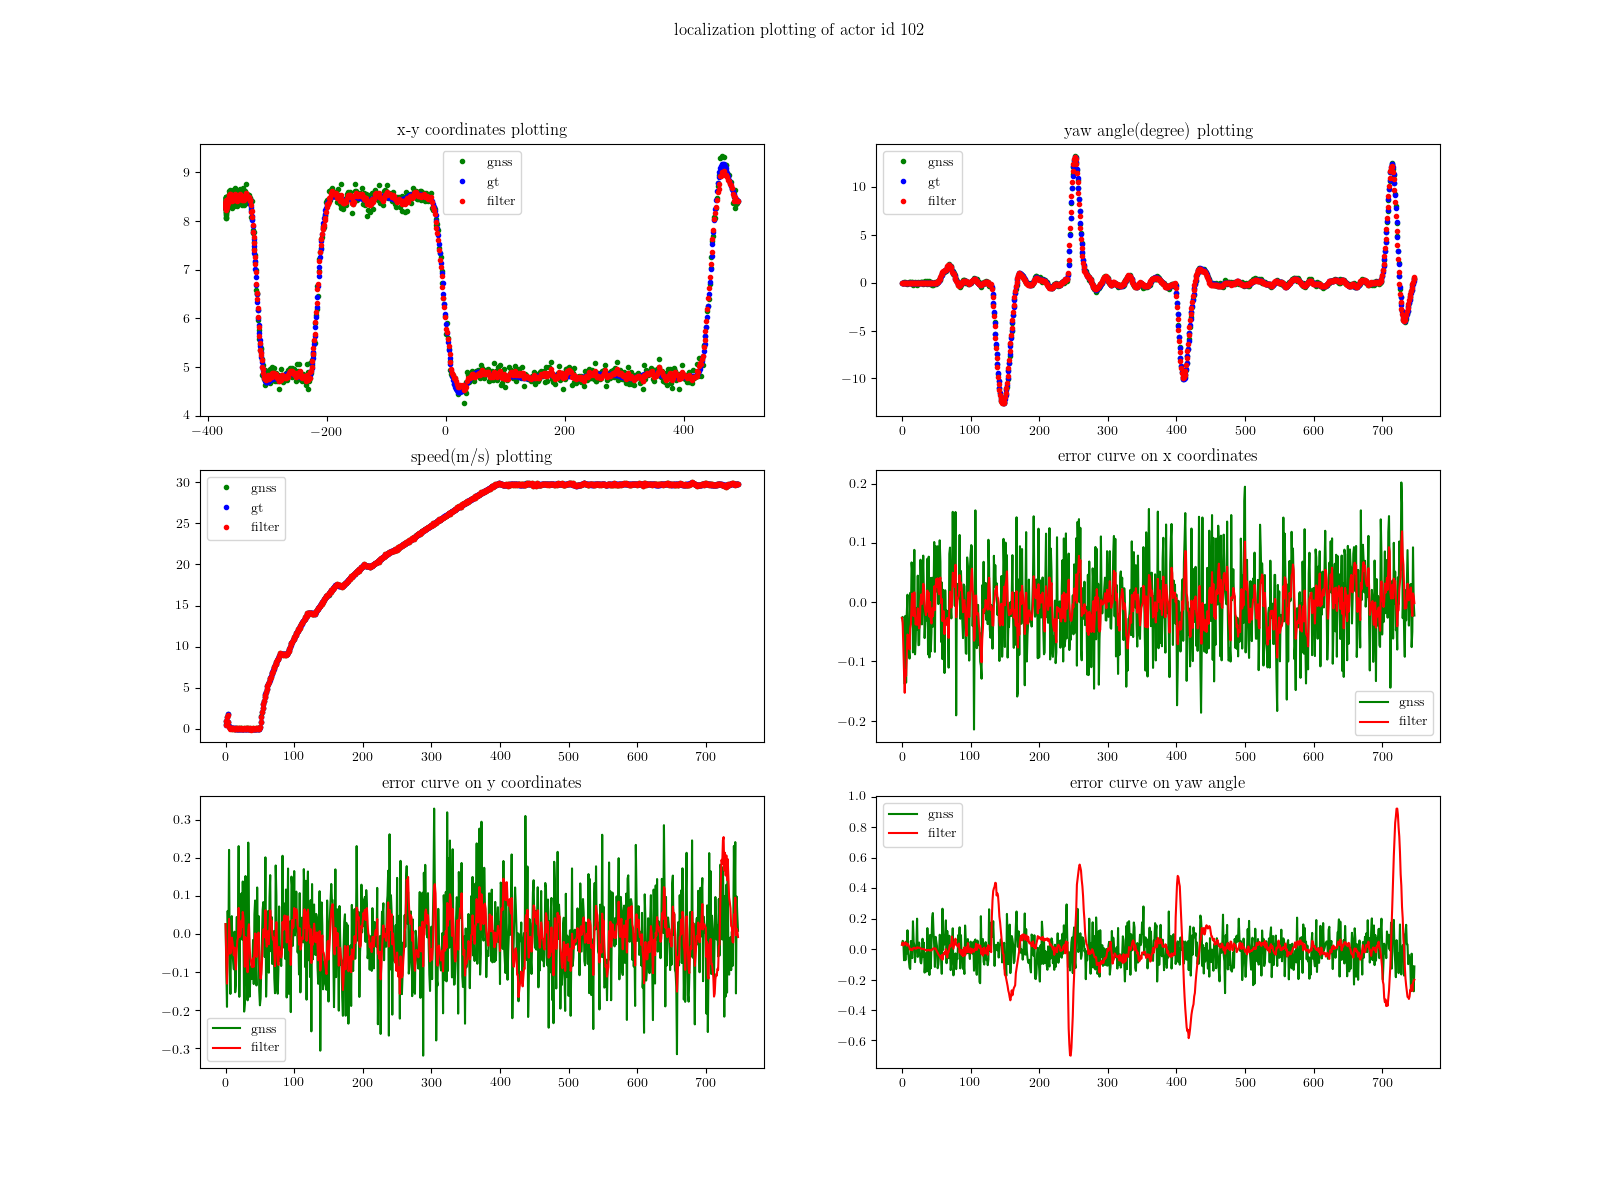 localization plotting of actor id 102
x-y coordinates plotting
gnss
gt
filter
9
8
7
6
5
4
−400 −200 0 200 400
yaw angle(degree) plotting
gnss
gt
filter
10
5
0
−5
−10
0 100 200 300 400 500 600 700
speed(m/s) plotting
gnss
gt
filter
30
25
20
15
10
5
0
0 100 200 300 400 500 600 700
error curve on x coordinates
0.2
0.1
0.0
−0.1
−0.2
gnss
filter
0 100 200 300 400 500 600 700
error curve on y coordinates
0.3
0.2
0.1
0.0
−0.1
−0.2
−0.3
gnss
filter
0 100 200 300 400 500 600 700
error curve on yaw angle
gnss
filter
1.0
0.8
0.6
0.4
0.2
0.0
−0.2
−0.4
−0.6
0 100 200 300 400 500 600 700